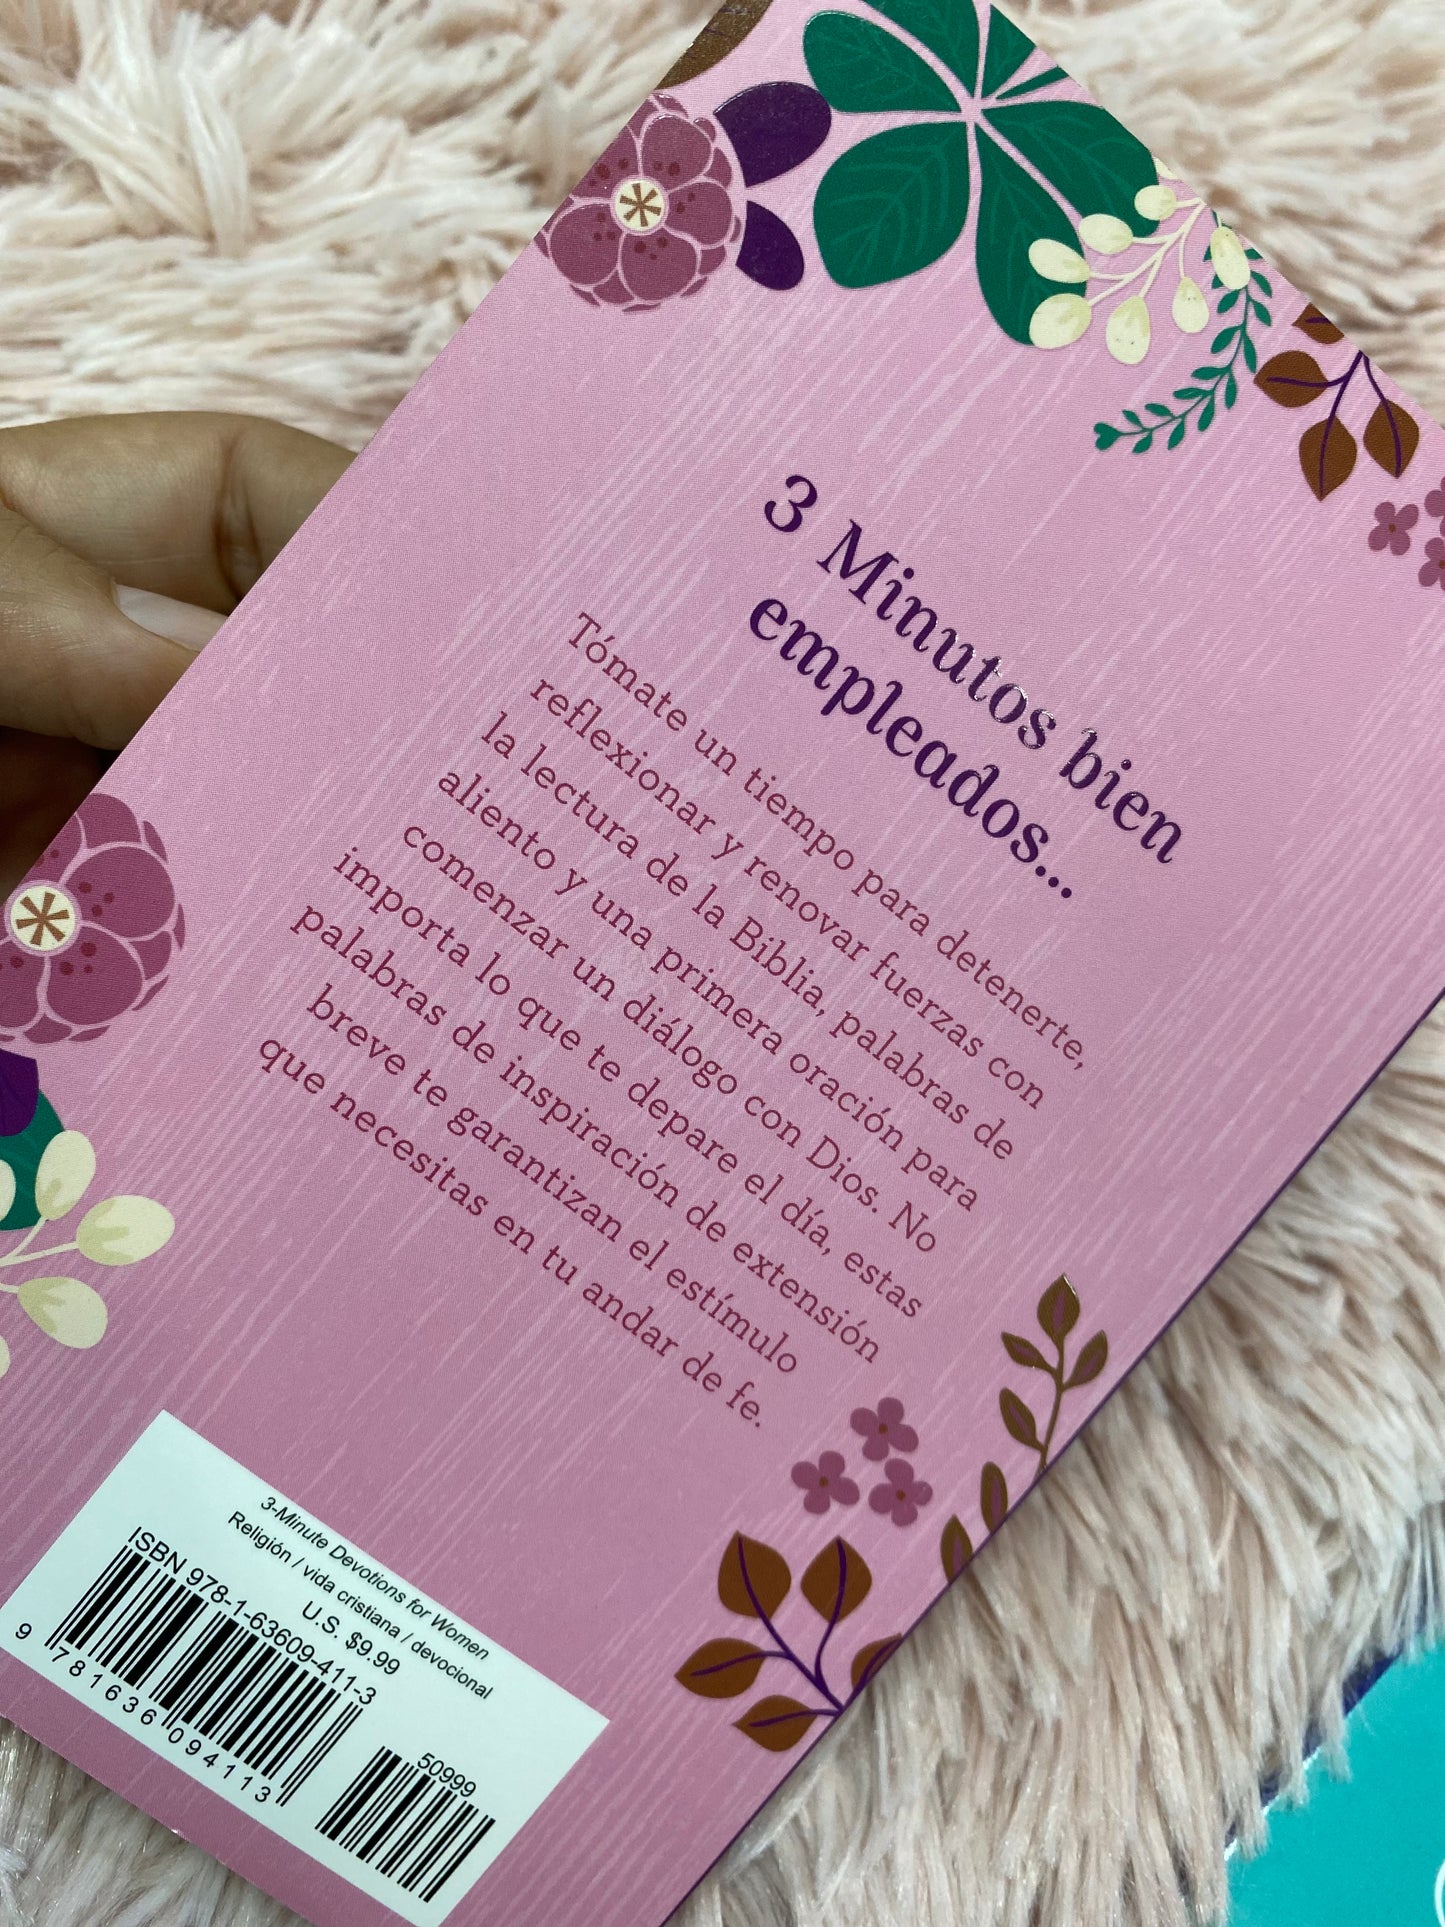 3 Minutos bien
empleados...
Tómate un tiempo para detenerte,
reflexionar y renovar fuerzas con
la lectura de la Biblia, palabras de
aliento y una primera oración para
comenzar un diálogo con Dios. No
importa lo que te depare el día, estas
palabras de inspiración de extensión
breve te garantizan el estímulo
que necesitas en tu andar de fe.
3-Minute Devotions for Women
Religión / vida cristiana / devocional
U.S. $9.99
ISBN 978-1-63609-411-3
50999
9 781636 094113